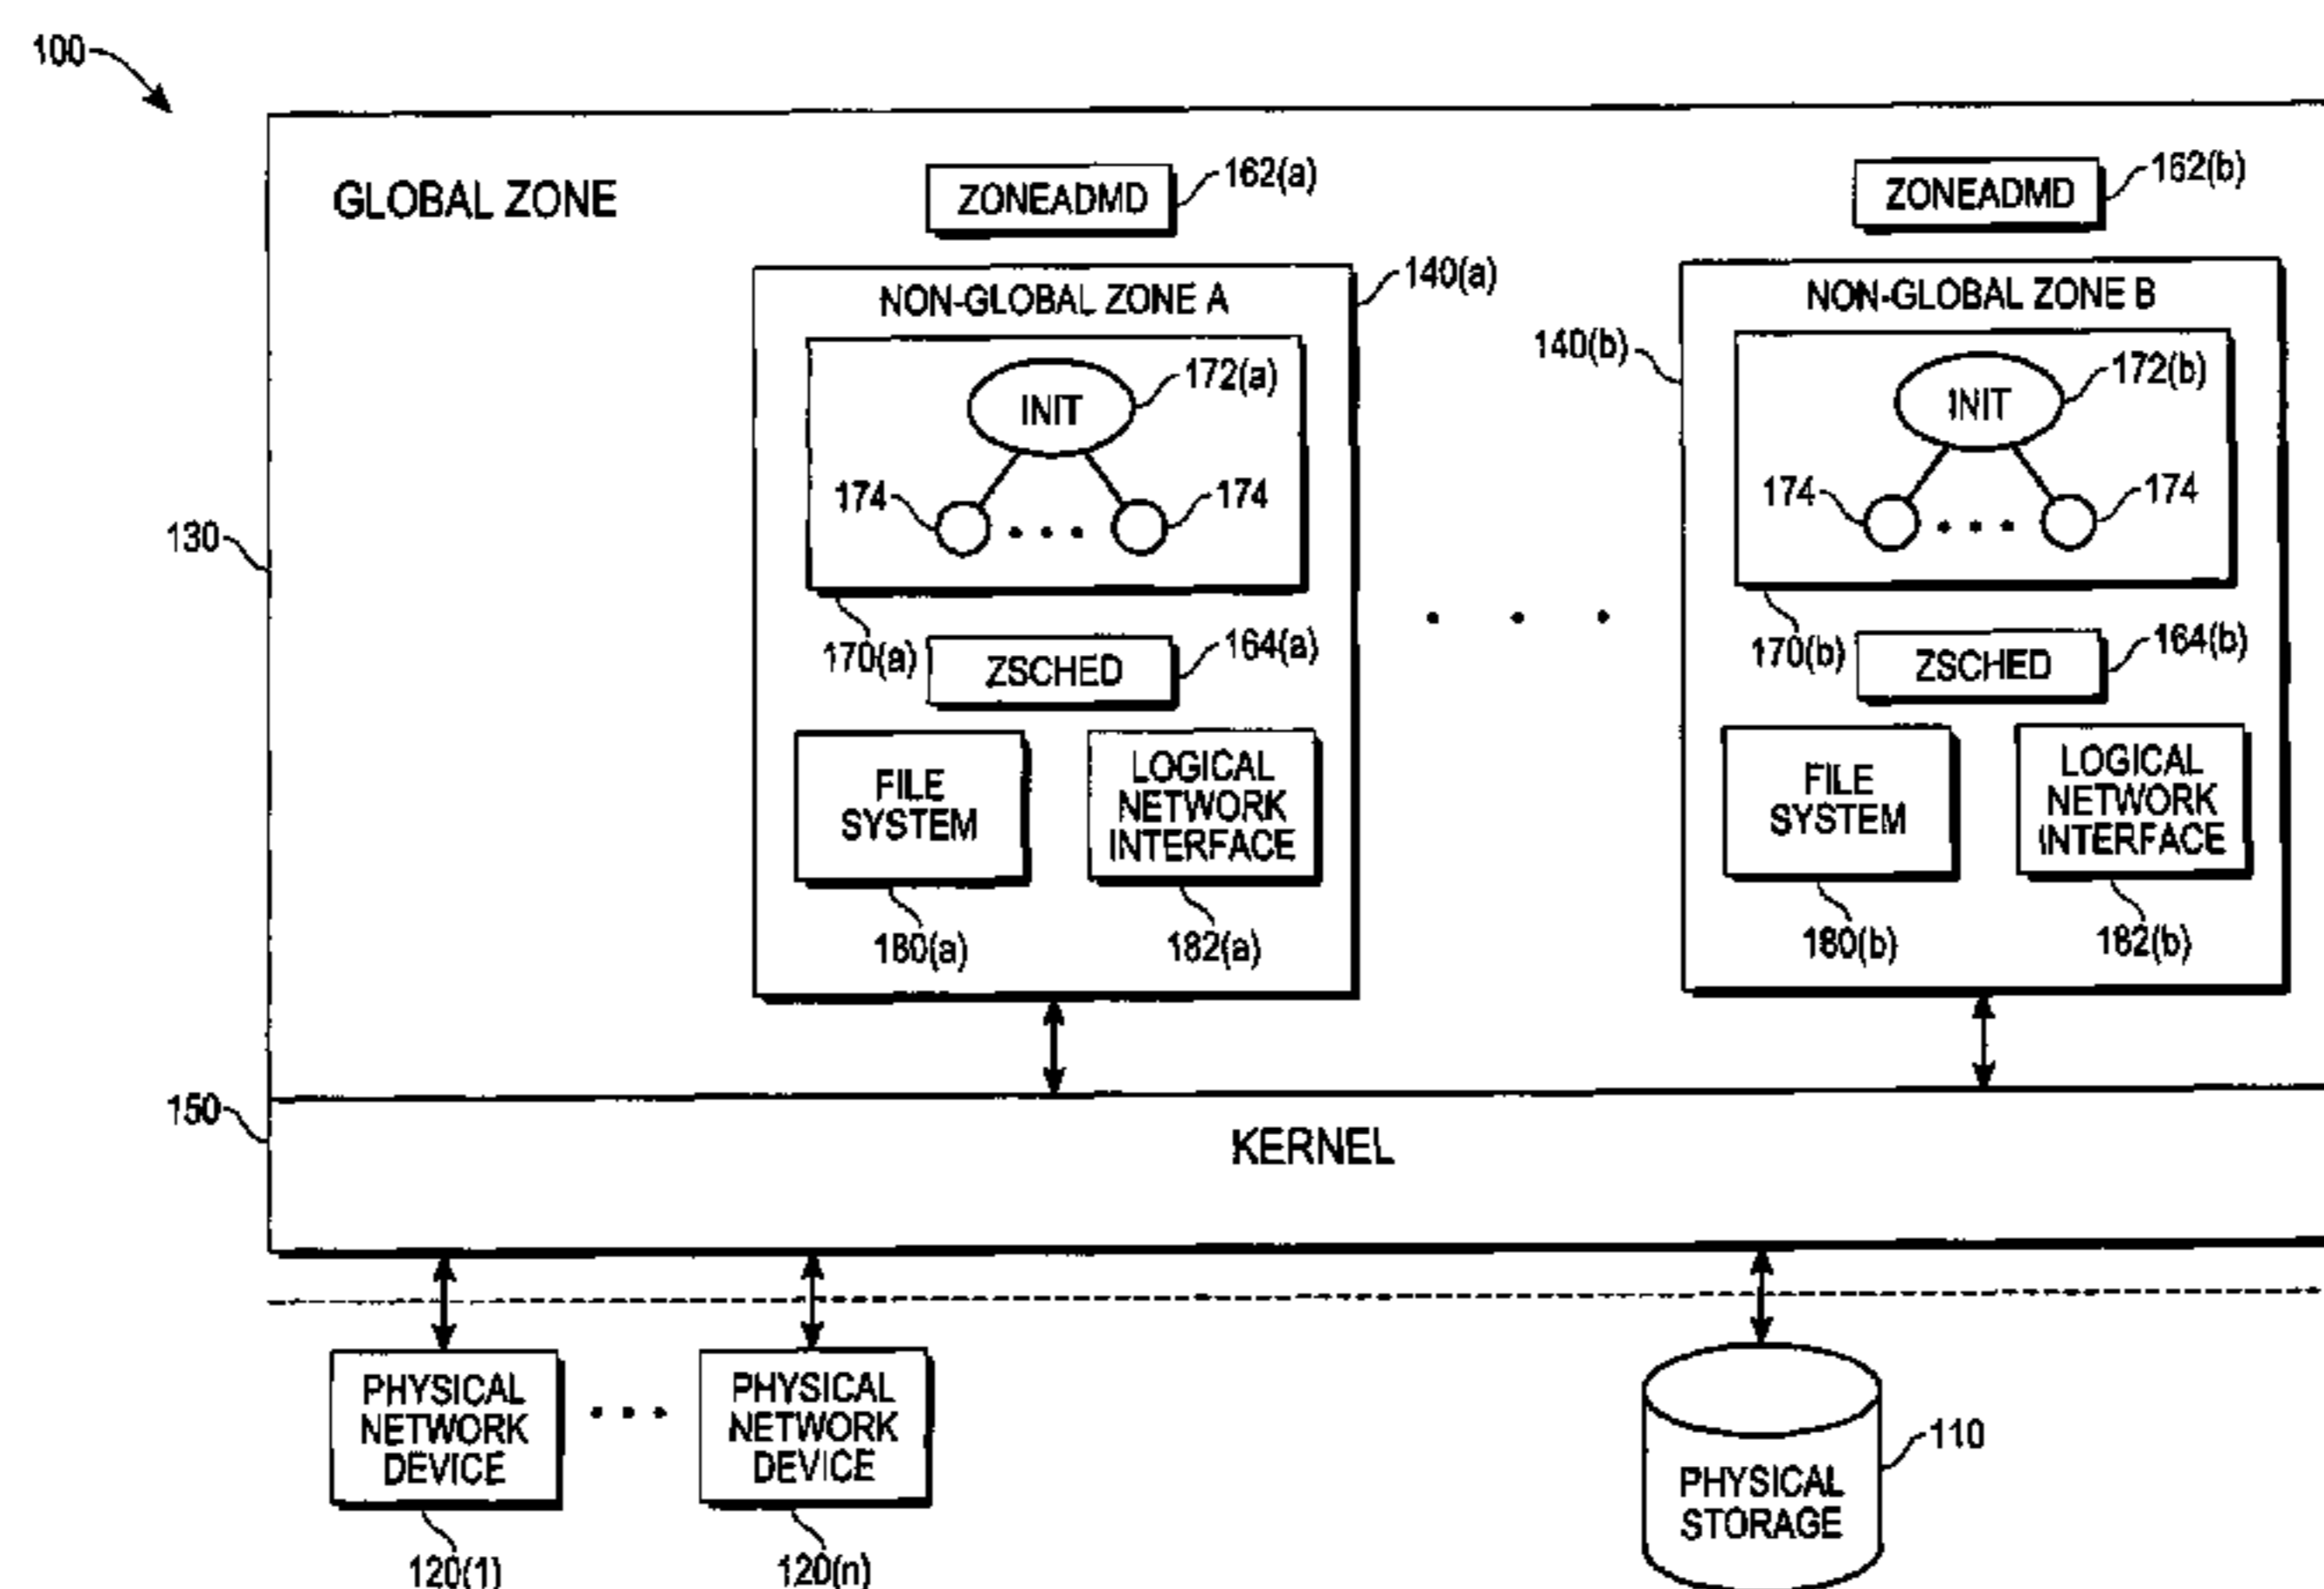 100
GLOBAL ZONE
ZONEADMD
162(a)
ZONEADMD
162(b)
NON-GLOBAL ZONE A
140(a)
NON-GLOBAL ZONE B
140(b)
INIT
172(a)
INIT
172(b)
174
174
174
174
130
170(a)
ZSCHED
164(a)
170(b)
ZSCHED
164(b)
FILE
SYSTEM
LOGICAL
NETWORK
INTERFACE
FILE
SYSTEM
LOGICAL
NETWORK
INTERFACE
180(a)
182(a)
180(b)
182(b)
150
KERNEL
PHYSICAL
NETWORK
DEVICE
PHYSICAL
NETWORK
DEVICE
PHYSICAL
STORAGE
110
120(1)
120(n)